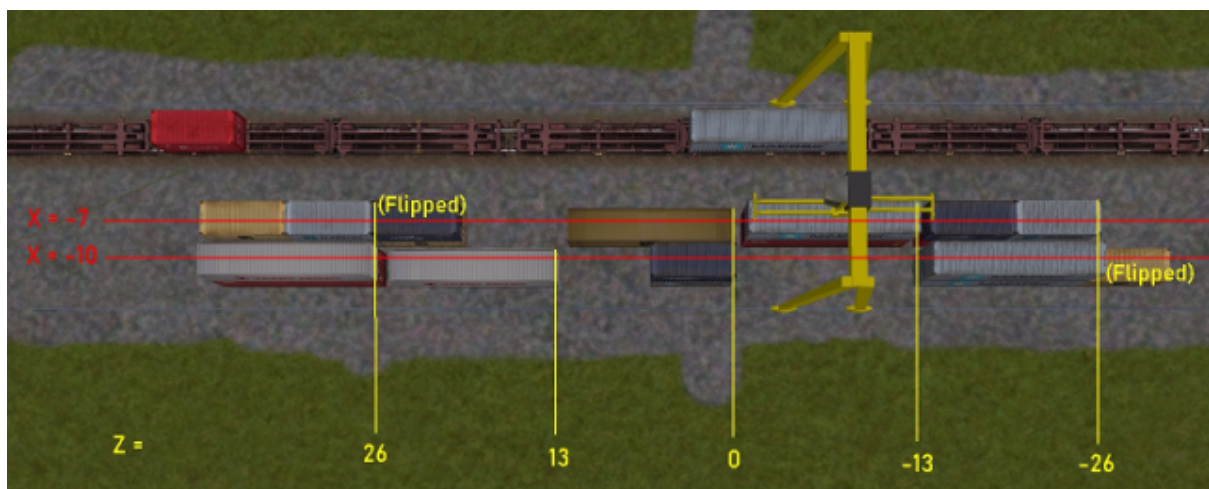 (Flipped)
X = -7
X = -10
(Flipped)
Z =
26
13
0
-13
-26